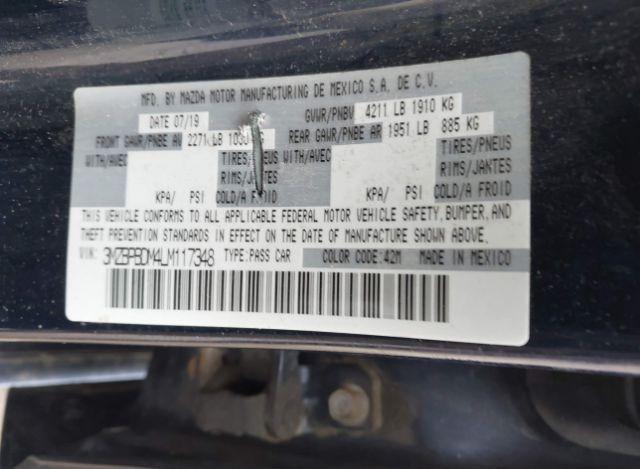 MFD. BY MAZDA MOTOR MANUFACTURING DE MEXICO S.A. DE C.V.
DATE 07/19 GVWR/PNBV 4211 LB 1910 KG
FRONT GAWR/PNBE AV 2271 LB 1030 REAR GAWR/PNBE AR 1951 LB 885 KG
WITH/AVEC TIRES/PNEUS WITH/AVEC TIRES/PNEUS
RIMS/JANTES RIMS/JANTES
KPA/ PSI COLD/A FROID KPA/ PSI COLD/A FROID
THIS VEHICLE CONFORMS TO ALL APPLICABLE FEDERAL MOTOR VEHICLE SAFETY, BUMPER, AND
THEFT PREVENTION STANDARDS IN EFFECT ON THE DATE OF MANUFACTURE SHOWN ABOVE.
VIN: 3MZBPBDM4LM117348 TYPE:PASS CAR COLOR CODE:42M MADE IN MEXICO